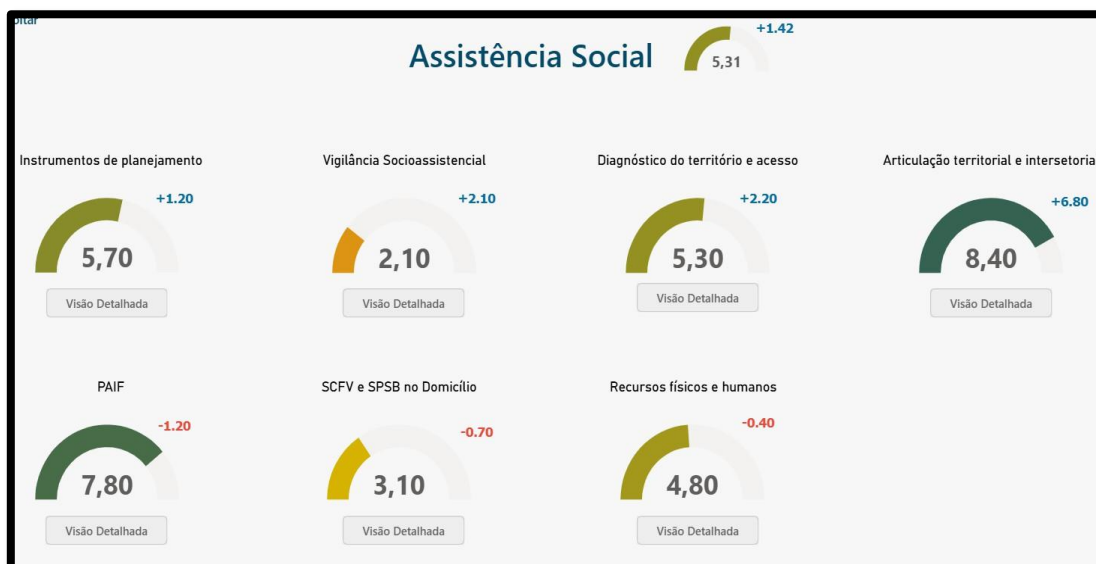 +1.42
Assistência Social
5,31
Instrumentos de planejamento
+1.20
5,70
Visão Detalhada
Vigilância Socioassistencial
+2.10
2,10
Visão Detalhada
Diagnóstico do território e acesso
+2.20
5,30
Visão Detalhada
Articulação territorial e intersetoria
+6.80
8,40
Visão Detalhada
PAIF
-1.20
7,80
Visão Detalhada
SCFV e SPSB no Domicílio
-0.70
3,10
Visão Detalhada
Recursos físicos e humanos
-0.40
4,80
Visão Detalhada